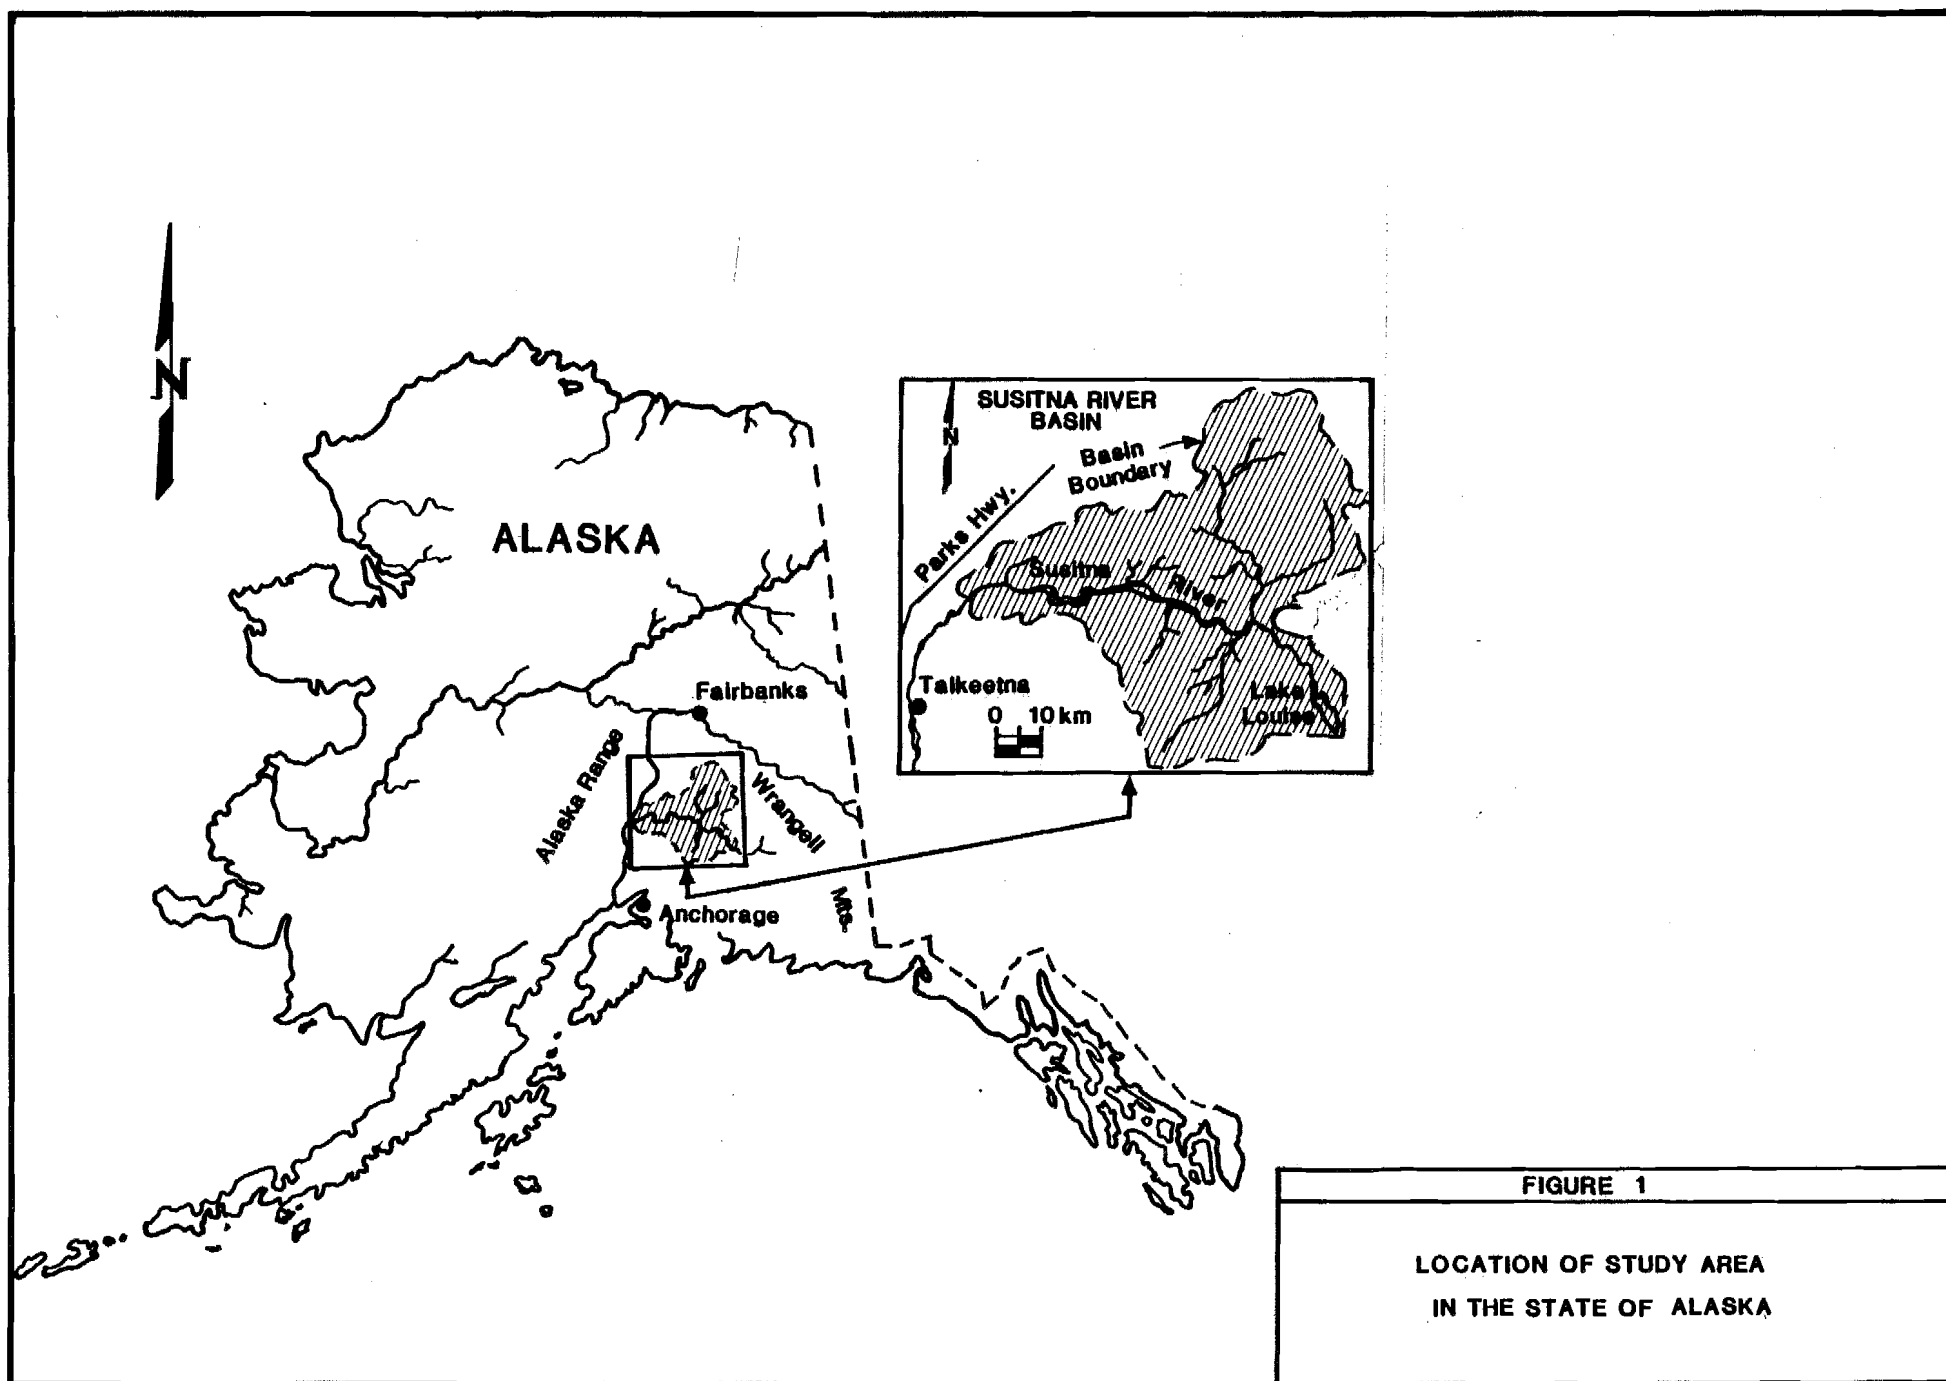 N
ALASKA
Fairbanks
Alaska Range
Wrangell
Mts.
Anchorage
SUSITNA RIVER
BASIN
N
Basin
Boundary
Parks Hwy.
Susitna
River
Talkeetna
0 10 km
Lake
Louise
FIGURE 1
LOCATION OF STUDY AREA
IN THE STATE OF ALASKA